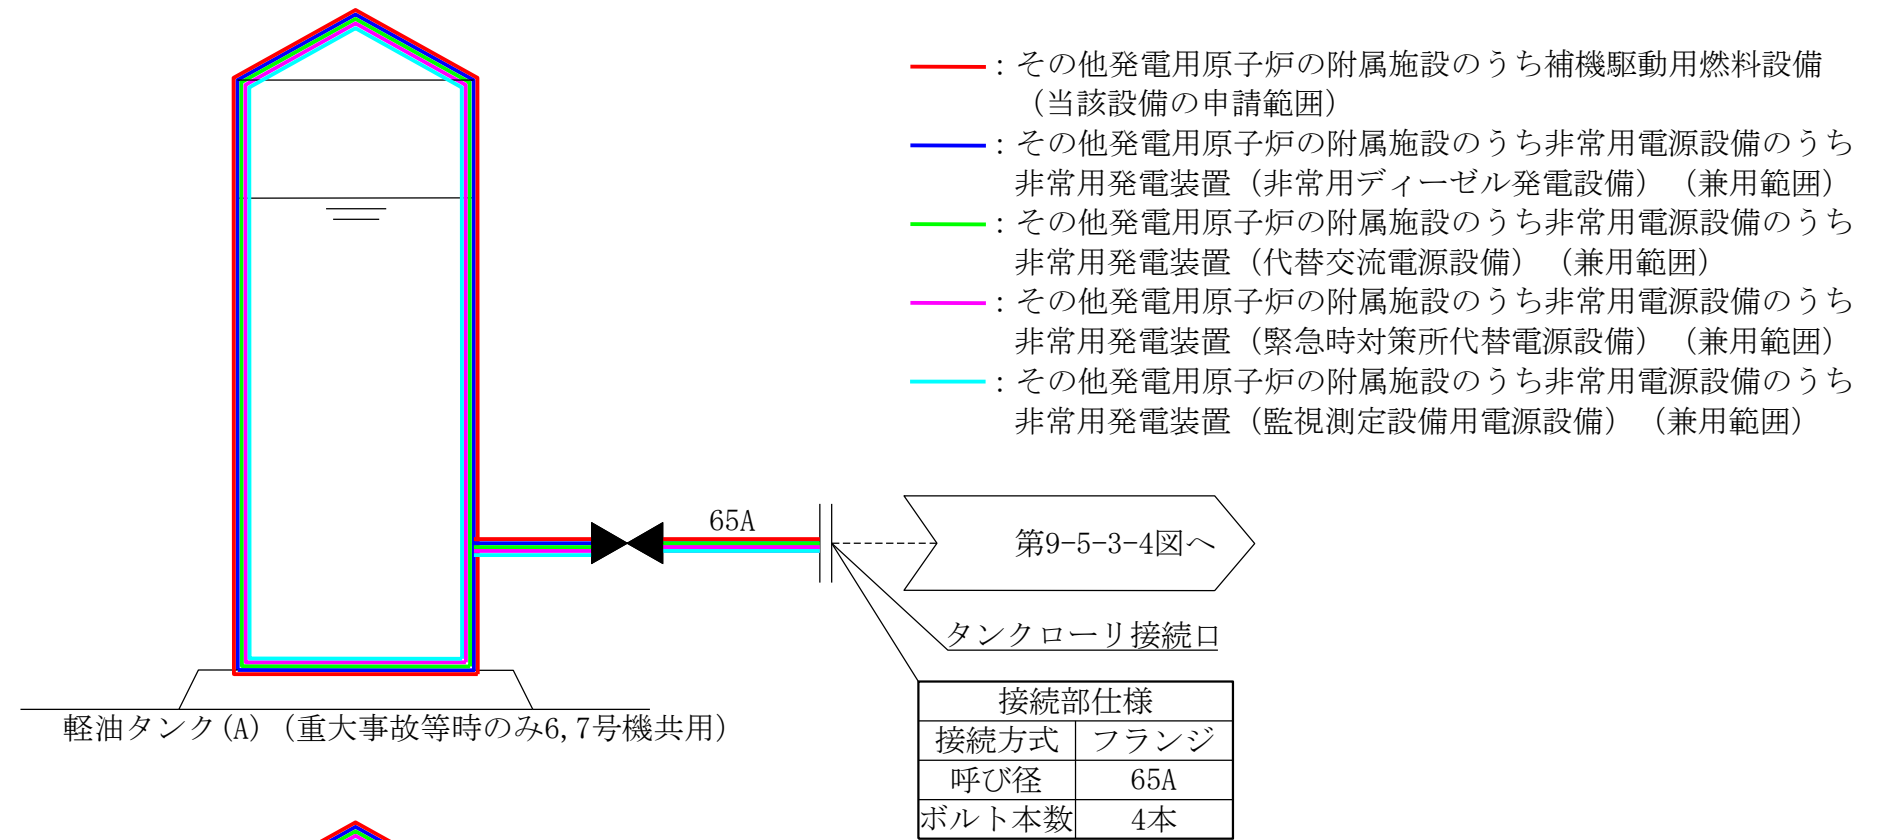 ：その他発電用原子炉の附属施設のうち補機駆動用燃料設備
（当該設備の申請範囲）
：その他発電用原子炉の附属施設のうち非常用電源設備のうち
非常用発電装置（非常用ディーゼル発電設備）（兼用範囲）
：その他発電用原子炉の附属施設のうち非常用電源設備のうち
非常用発電装置（代替交流電源設備）（兼用範囲）
：その他発電用原子炉の附属施設のうち非常用電源設備のうち
非常用発電装置（緊急時対策所代替電源設備）（兼用範囲）
：その他発電用原子炉の附属施設のうち非常用電源設備のうち
非常用発電装置（監視測定設備用電源設備）（兼用範囲）
65A
第9-5-3-4図へ
タンクローリ接続口
軽油タンク(A)（重大事故等時のみ6,7号機共用）
接続部仕様
接続方式 フランジ
呼び径 65A
ボルト本数 4本